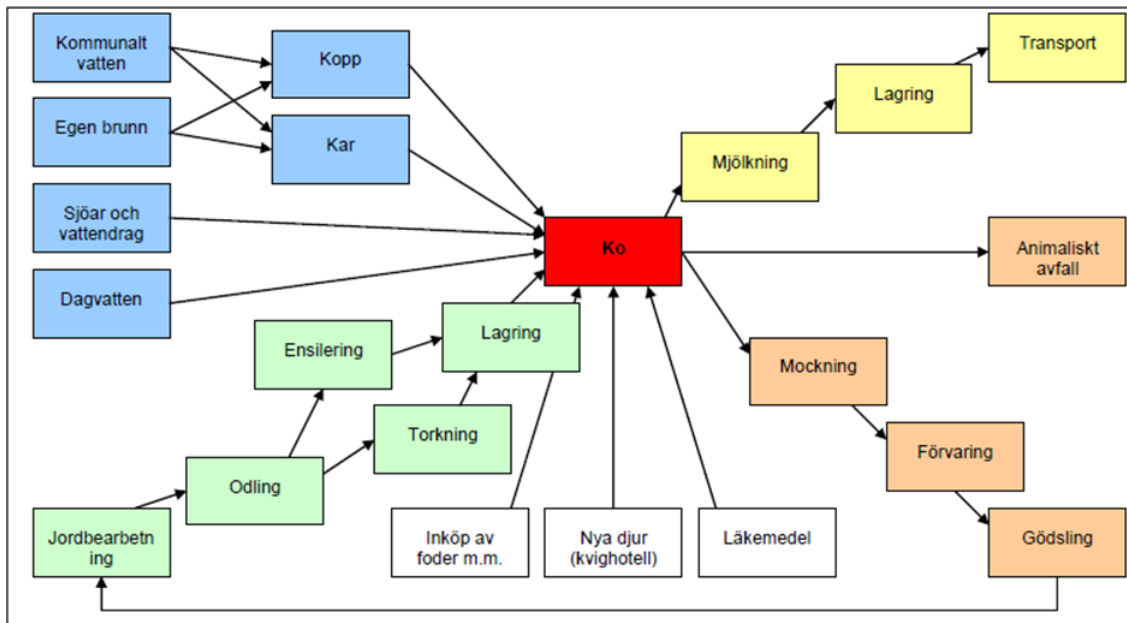 Kommunalt
vatten
Kopp
Transport
Lagring
Egen brunn
Kar
Mjölkning
Sjöar och
vattendrag
Ko
Animaliskt
avfall
Dagvatten
Lagring
Ensilering
Mockning
Torkning
Förvaring
Odling
Jordbearbetn
ing
Inköp av
foder m.m.
Nya djur
(kvighotell)
Läkemedel
Gödsling